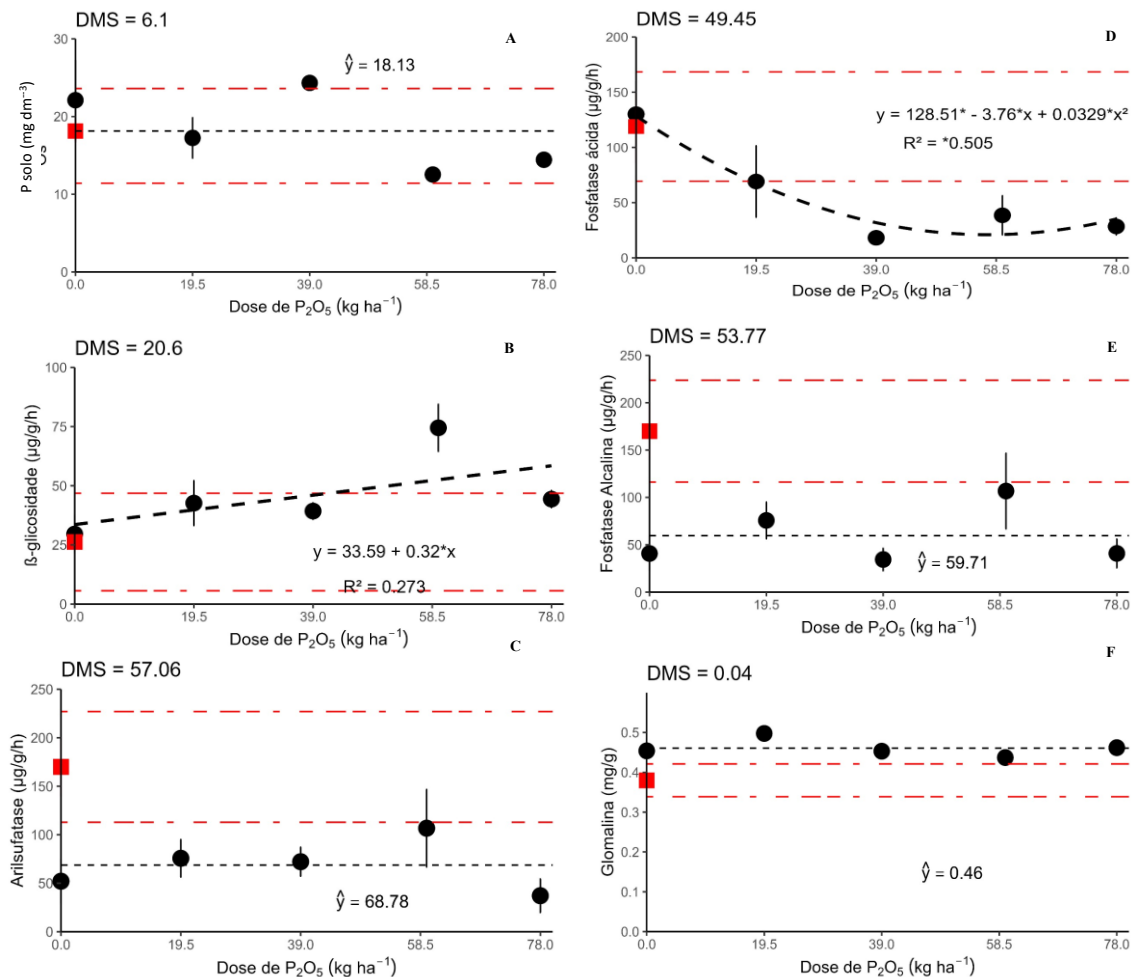 DMS = 6.1
A
ŷ = 18.13
30
20
10
0
P solo (mg dm⁻³)
0.0
19.5
39.0
58.5
78.0
Dose de P₂O₅ (kg ha⁻¹)
DMS = 20.6
B
100
75
50
25
0
ß-glicosidade (µg/g/h)
y = 33.59 + 0.32*x
R² = 0.273
0.0
19.5
39.0
58.5
78.0
Dose de P₂O₅ (kg ha⁻¹)
DMS = 57.06
C
250
200
150
100
50
0
Arilsufatase (µg/g/h)
ŷ = 68.78
0.0
19.5
39.0
58.5
78.0
Dose de P₂O₅ (kg ha⁻¹)
DMS = 49.45
D
200
150
100
50
0
Fosfatase ácida (µg/g/h)
y = 128.51* - 3.76*x + 0.0329*x²
R² = *0.505
0.0
19.5
39.0
58.5
78.0
Dose de P₂O₅ (kg ha⁻¹)
DMS = 53.77
E
250
200
150
100
50
0
Fosfatase Alcalina (µg/g/h)
ŷ = 59.71
0.0
19.5
39.0
58.5
78.0
Dose de P₂O₅ (kg ha⁻¹)
DMS = 0.04
F
0.5
0.4
0.3
0.2
0.1
0.0
Glomalina (mg/g)
ŷ = 0.46
0.0
19.5
39.0
58.5
78.0
Dose de P₂O₅ (kg ha⁻¹)